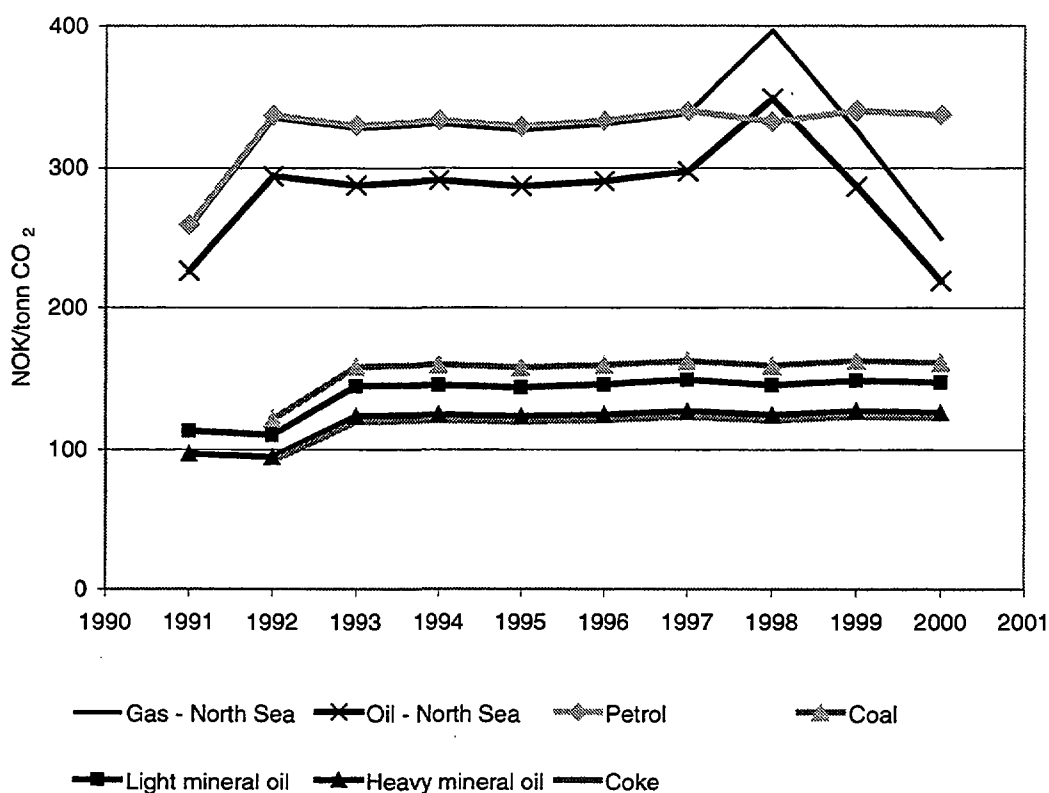 400
300
200
100
0
NOK/tonn CO₂
1990 1991 1992 1993 1994 1995 1996 1997 1998 1999 2000 2001
Gas - North Sea Oil - North Sea Petrol Coal
Light mineral oil Heavy mineral oil Coke